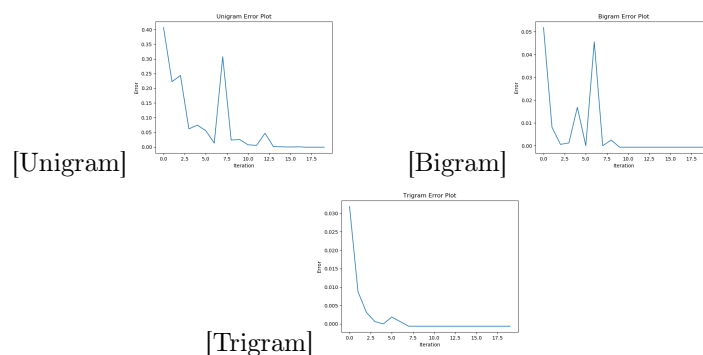 Unigram Error Plot
0.40
0.35
0.30
0.25
0.20
0.15
0.10
0.05
0.00
Error
0.0 2.5 5.0 7.5 10.0 12.5 15.0 17.5
Iteration
[Unigram]
Bigram Error Plot
0.05
0.04
0.03
0.02
0.01
0.00
Error
0.0 2.5 5.0 7.5 10.0 12.5 15.0 17.5
Iteration
[Bigram]
Trigram Error Plot
0.030
0.025
0.020
0.015
0.010
0.005
0.000
Error
0.0 2.5 5.0 7.5 10.0 12.5 15.0 17.5
Iteration
[Trigram]